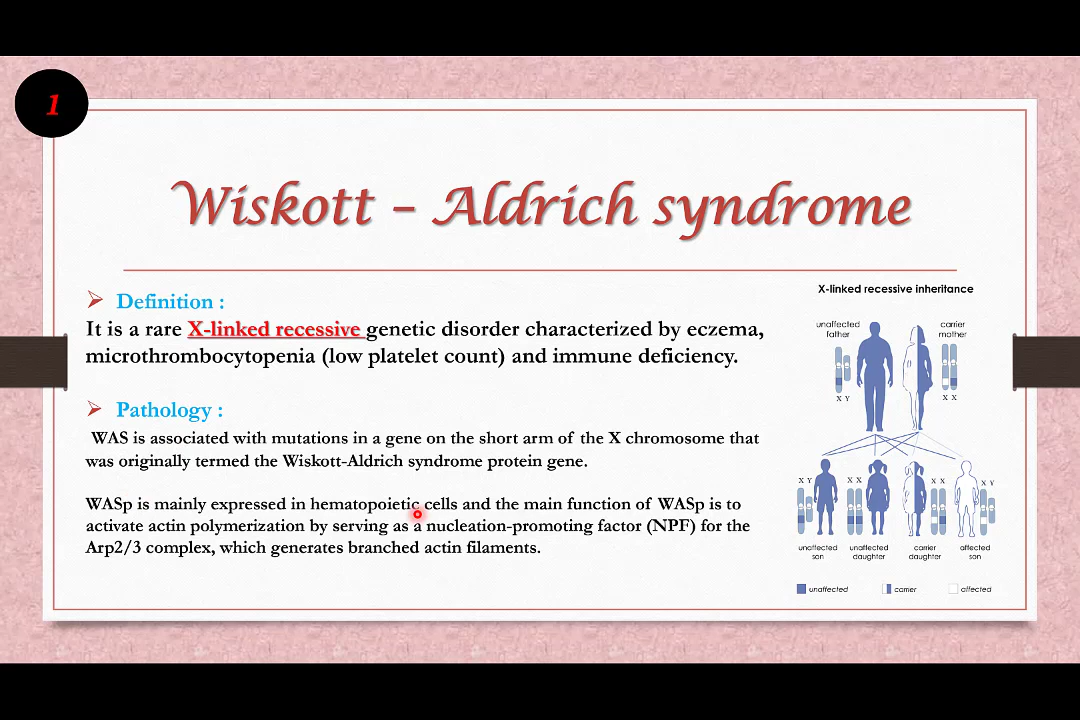 1
Wiskott – Aldrich syndrome
Definition :
It is a rare X-linked recessive genetic disorder characterized by eczema,
microthrombocytopenia (low platelet count) and immune deficiency.
Pathology :
WAS is associated with mutations in a gene on the short arm of the X chromosome that
was originally termed the Wiskott-Aldrich syndrome protein gene.
WASp is mainly expressed in hematopoietic cells and the main function of WASp is to
activate actin polymerization by serving as a nucleation-promoting factor (NPF) for the
Arp2/3 complex, which generates branched actin filaments.
X-linked recessive inheritance
unaffected carrier
father mother
X Y X X
X Y X X X X X Y
unaffected unaffected carrier affected
son daughter daughter son
unaffected carrier affected